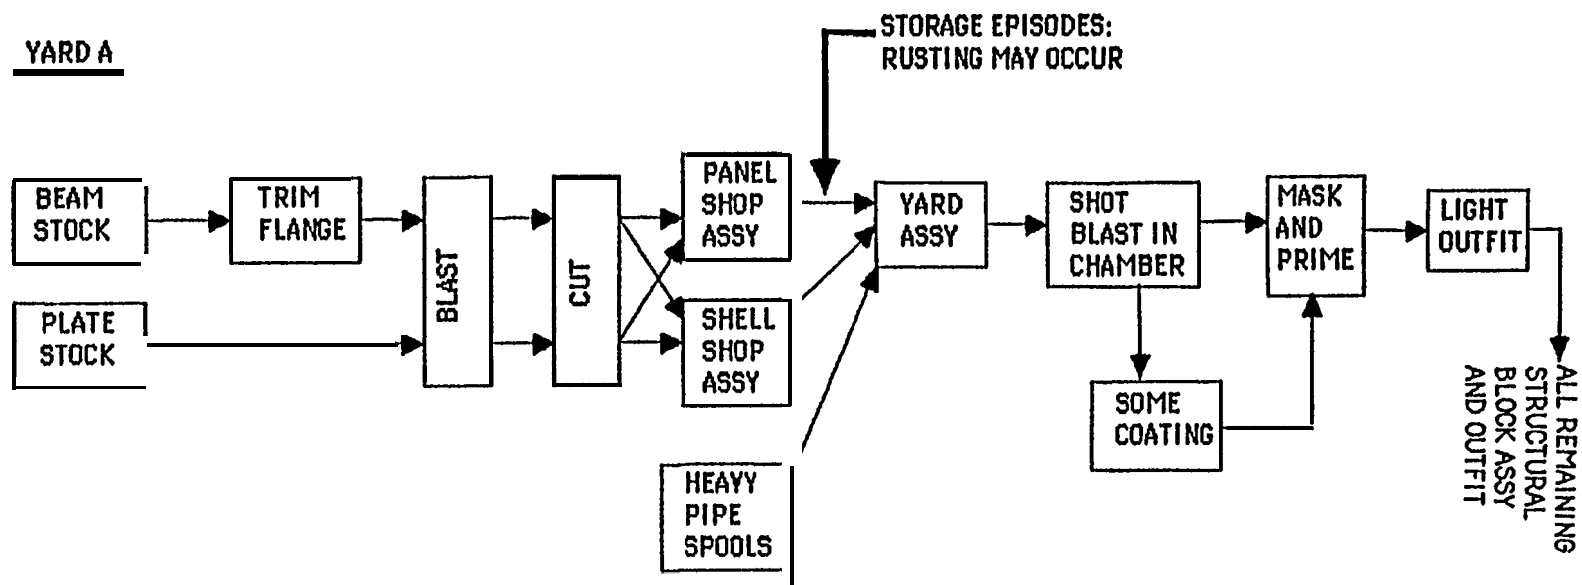 YARD A
STORAGE EPISODES:
RUSTING MAY OCCUR
BEAM
STOCK
TRIM
FLANGE
PLATE
STOCK
BLAST
CUT
PANEL
SHOP
ASSY
SHELL
SHOP
ASSY
HEAVY
PIPE
SPOOLS
YARD
ASSY
SHOT
BLAST IN
CHAMBER
SOME
COATING
MASK
AND
PRIME
LIGHT
OUTFIT
ALL REMAINING
STRUCTURAL
BLOCK ASSY
AND OUTFIT